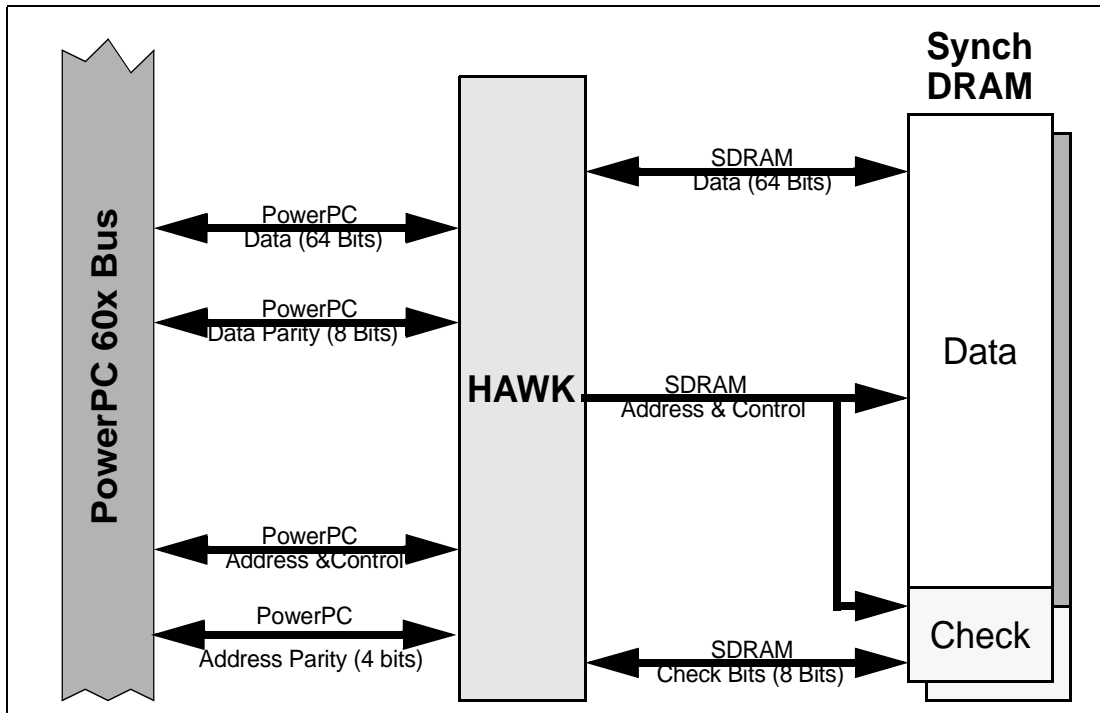 Synch
DRAM
PowerPC 60x Bus
PowerPC
Data (64 Bits)
PowerPC
Data Parity (8 Bits)
PowerPC
Address &Control
PowerPC
Address Parity (4 bits)
HAWK
SDRAM
Data (64 Bits)
SDRAM
Address & Control
SDRAM
Check Bits (8 Bits)
Data
Check